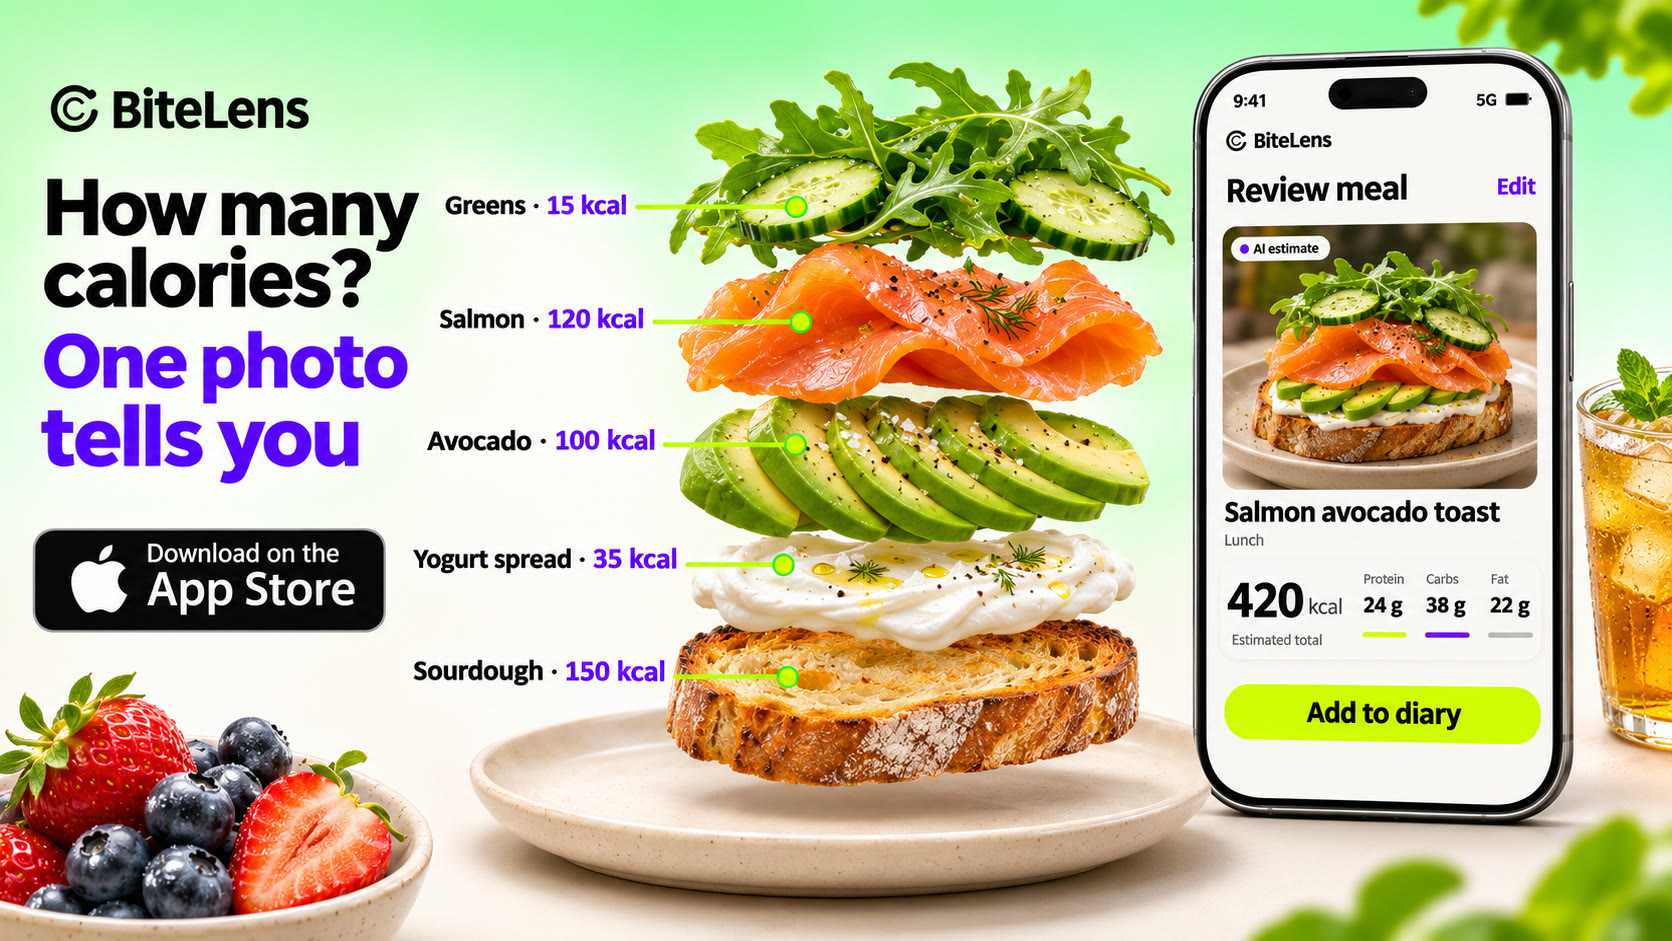 BiteLens
How many
calories?
One photo
tells you
Download on the
App Store
Greens · 15 kcal
Salmon · 120 kcal
Avocado · 100 kcal
Yogurt spread · 35 kcal
Sourdough · 150 kcal
9:41 5G
BiteLens
Review meal Edit
AI estimate
Salmon avocado toast
Lunch
420 kcal
Estimated total
Protein Carbs Fat
24 g 38 g 22 g
Add to diary